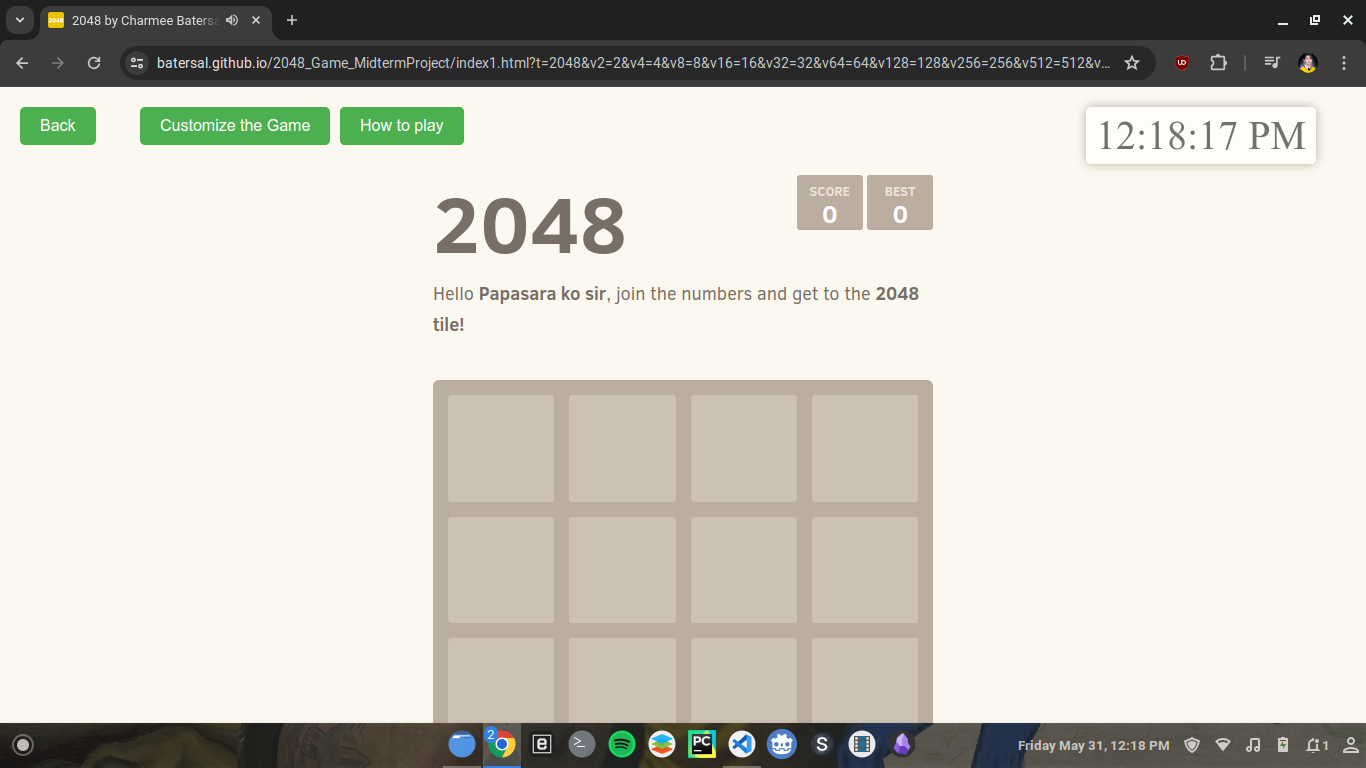 2048 by Charmee Batersa
batersal.github.io/2048_Game_MidtermProject/index1.html?t=2048&v2=2&v4=4&v8=8&v16=16&v32=32&v64=64&v128=128&v256=256&v512=512&v...
Back
Customize the Game
How to play
12:18:17 PM
SCORE
0
BEST
0
2048
Hello Papasara ko sir, join the numbers and get to the 2048
tile!
2
PC
S
Friday May 31, 12:18 PM
1